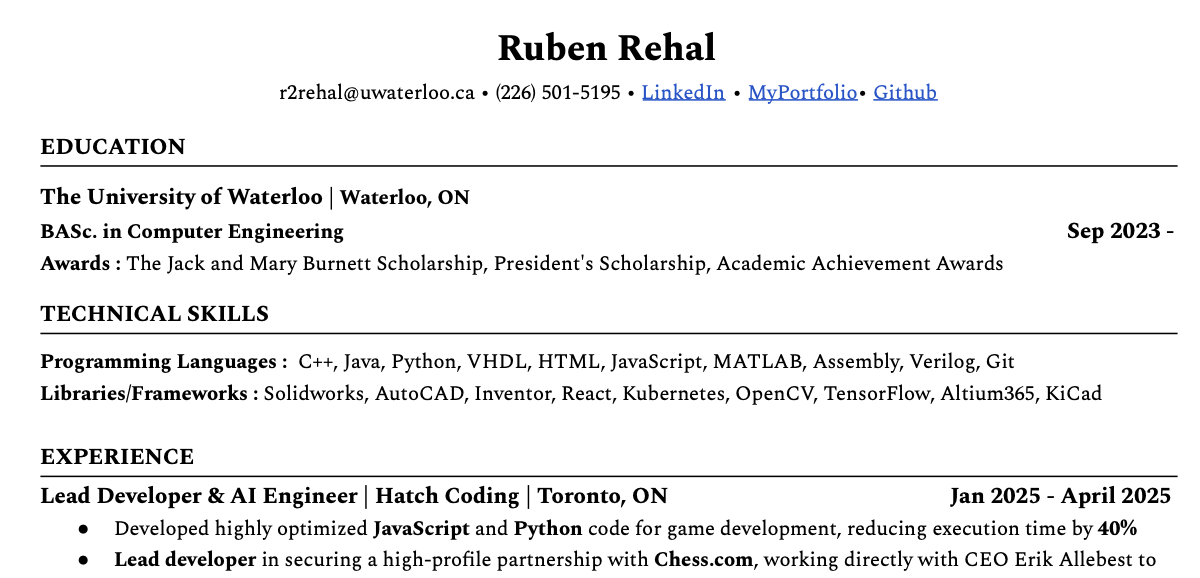 Ruben Rehal
r2rehal@uwaterloo.ca • (226) 501-5195 • LinkedIn • MyPortfolio• Github
EDUCATION
The University of Waterloo | Waterloo, ON
BASc. in Computer Engineering Sep 2023 -
Awards : The Jack and Mary Burnett Scholarship, President's Scholarship, Academic Achievement Awards
TECHNICAL SKILLS
Programming Languages : C++, Java, Python, VHDL, HTML, JavaScript, MATLAB, Assembly, Verilog, Git
Libraries/Frameworks : Solidworks, AutoCAD, Inventor, React, Kubernetes, OpenCV, TensorFlow, Altium365, KiCad
EXPERIENCE
Lead Developer & AI Engineer | Hatch Coding | Toronto, ON Jan 2025 - April 2025
● Developed highly optimized JavaScript and Python code for game development, reducing execution time by 40%
● Lead developer in securing a high-profile partnership with Chess.com, working directly with CEO Erik Allebest to